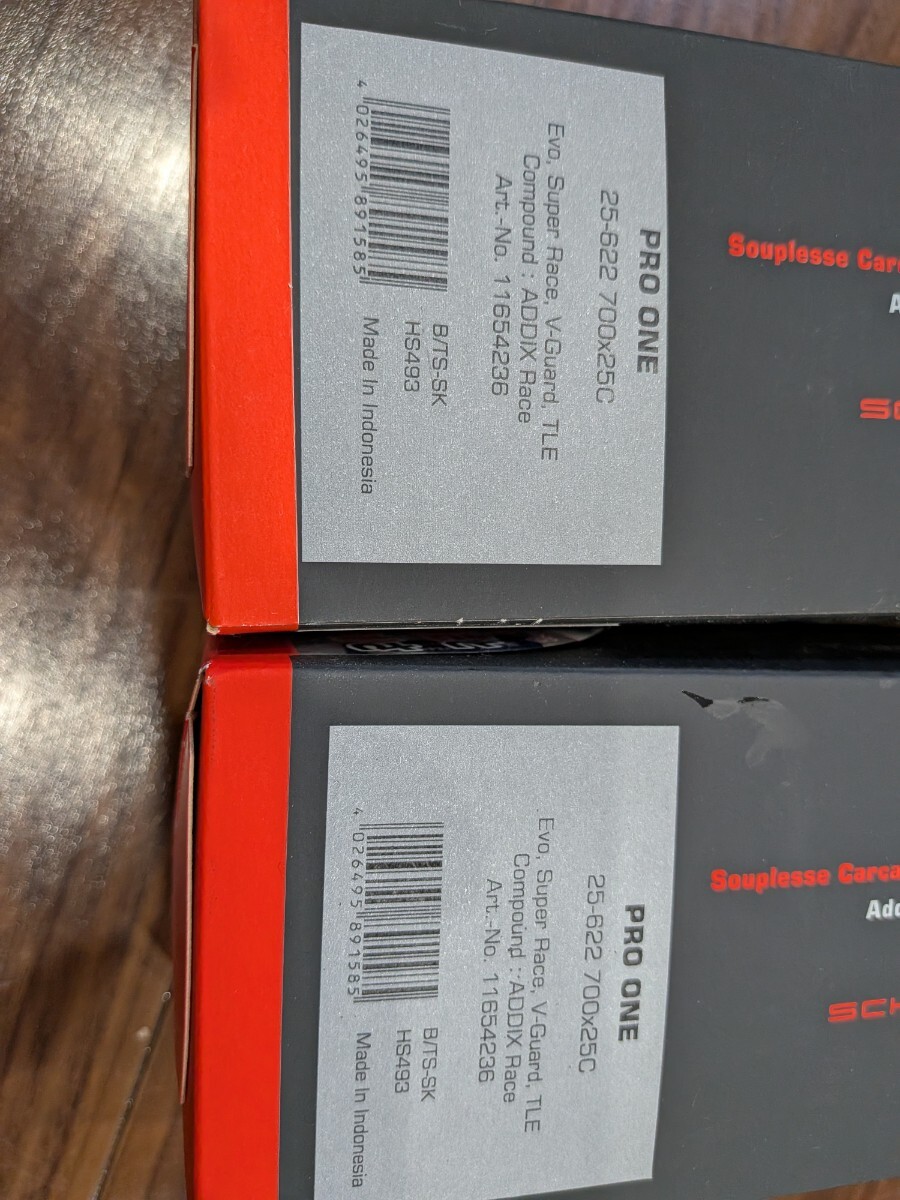 PRO ONE
25-622 700x25C
Evo, Super Race, V-Guard, TLE
Compound : ADDIX Race
Art.-No. 11654236
4 026495 891585
B/TS-SK
HS493
Made In Indonesia
Souplesse
PRO ONE
25-622 700x25C
Evo, Super Race, V-Guard, TLE
Compound : ADDIX Race
Art.-No. 11654236
4 026495 891585
B/TS-SK
HS493
Made In Indonesia
Souplesse